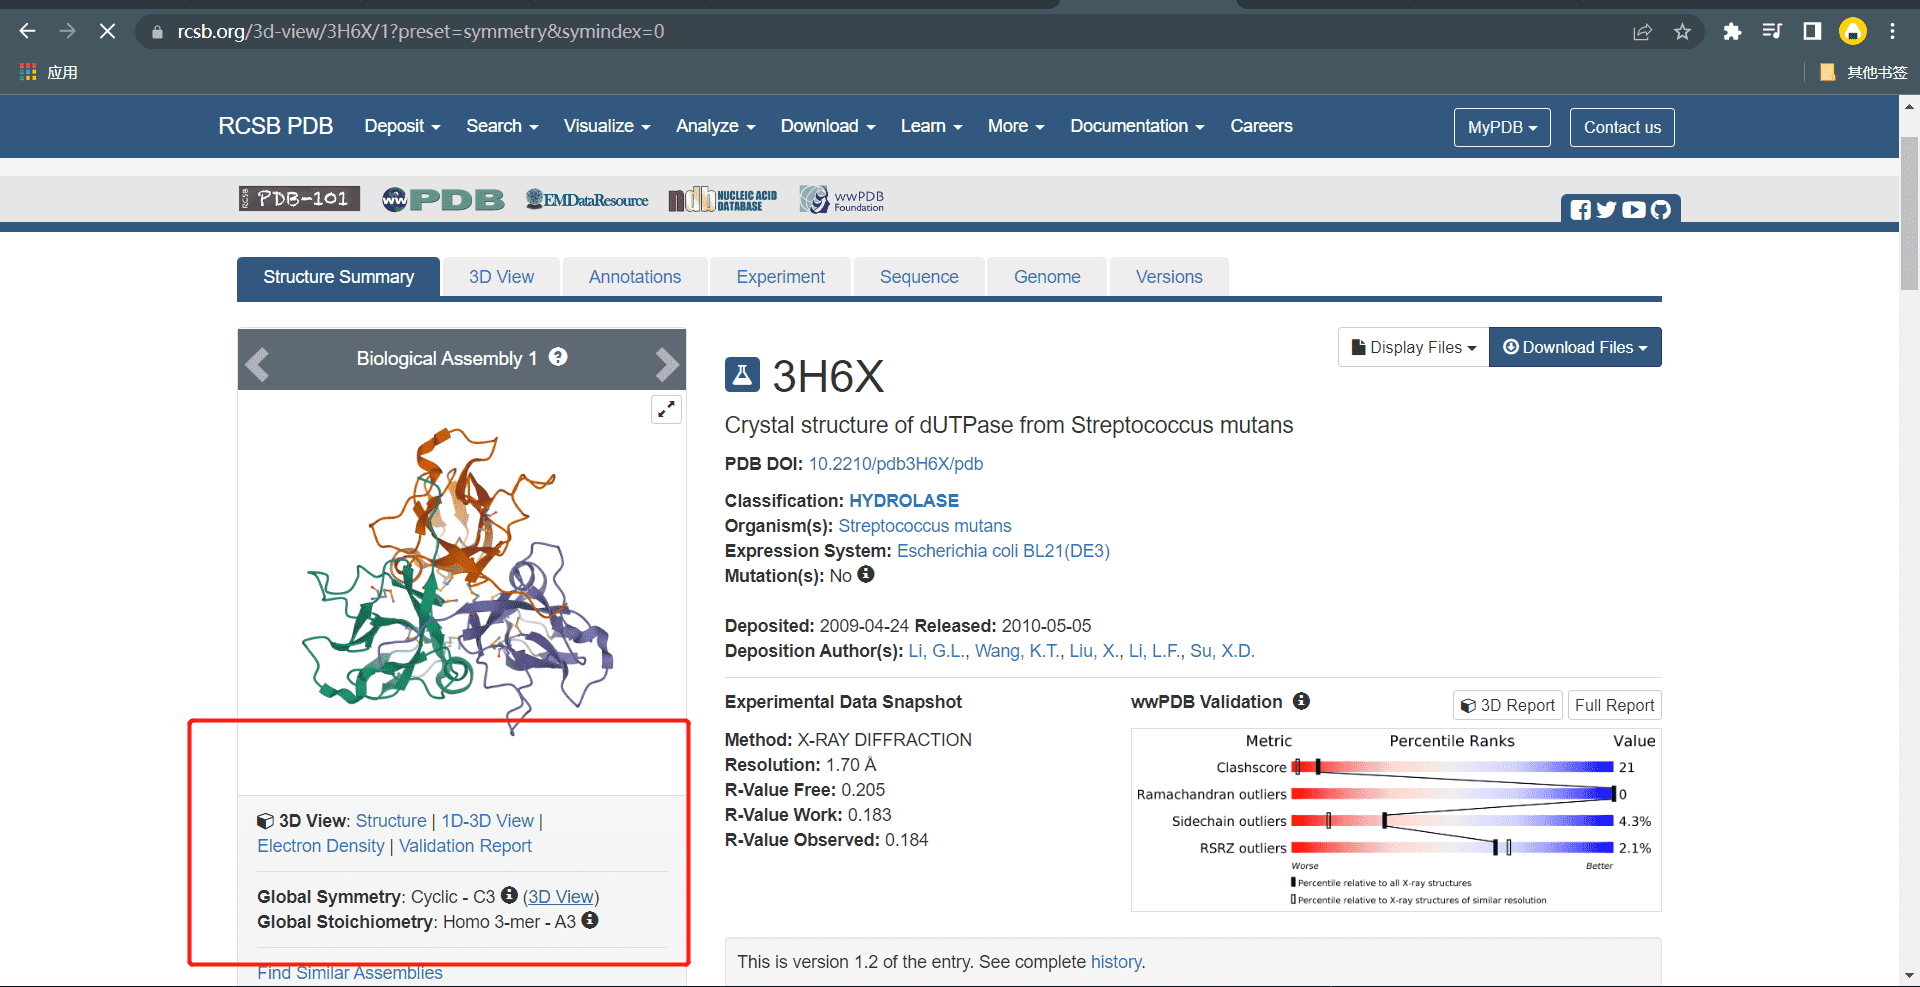 rcsb.org/3d-view/3H6X/1?preset=symmetry&symindex=0
应用
其他书签
RCSB PDB Deposit Search Visualize Analyze Download Learn More Documentation Careers MyPDB Contact us
RCSB PDB-101 wwPDB EMDataResource ndb NUCLEIC ACID DATABASE wwPDB Foundation
Structure Summary 3D View Annotations Experiment Sequence Genome Versions
Biological Assembly 1 ?
Display Files Download Files
3H6X
Crystal structure of dUTPase from Streptococcus mutans
PDB DOI: 10.2210/pdb3H6X/pdb
Classification: HYDROLASE
Organism(s): Streptococcus mutans
Expression System: Escherichia coli BL21(DE3)
Mutation(s): No
Deposited: 2009-04-24 Released: 2010-05-05
Deposition Author(s): Li, G.L., Wang, K.T., Liu, X., Li, L.F., Su, X.D.
3D View: Structure | 1D-3D View |
Electron Density | Validation Report
Global Symmetry: Cyclic - C3 (3D View)
Global Stoichiometry: Homo 3-mer - A3
Find Similar Assemblies
Experimental Data Snapshot
Method: X-RAY DIFFRACTION
Resolution: 1.70 Å
R-Value Free: 0.205
R-Value Work: 0.183
R-Value Observed: 0.184
wwPDB Validation 3D Report Full Report
Metric Percentile Ranks Value
Clashscore 21
Ramachandran outliers 0
Sidechain outliers 4.3%
RSRZ outliers 2.1%
Worse Better
Percentile relative to all X-ray structures
Percentile relative to X-ray structures of similar resolution
This is version 1.2 of the entry. See complete history.